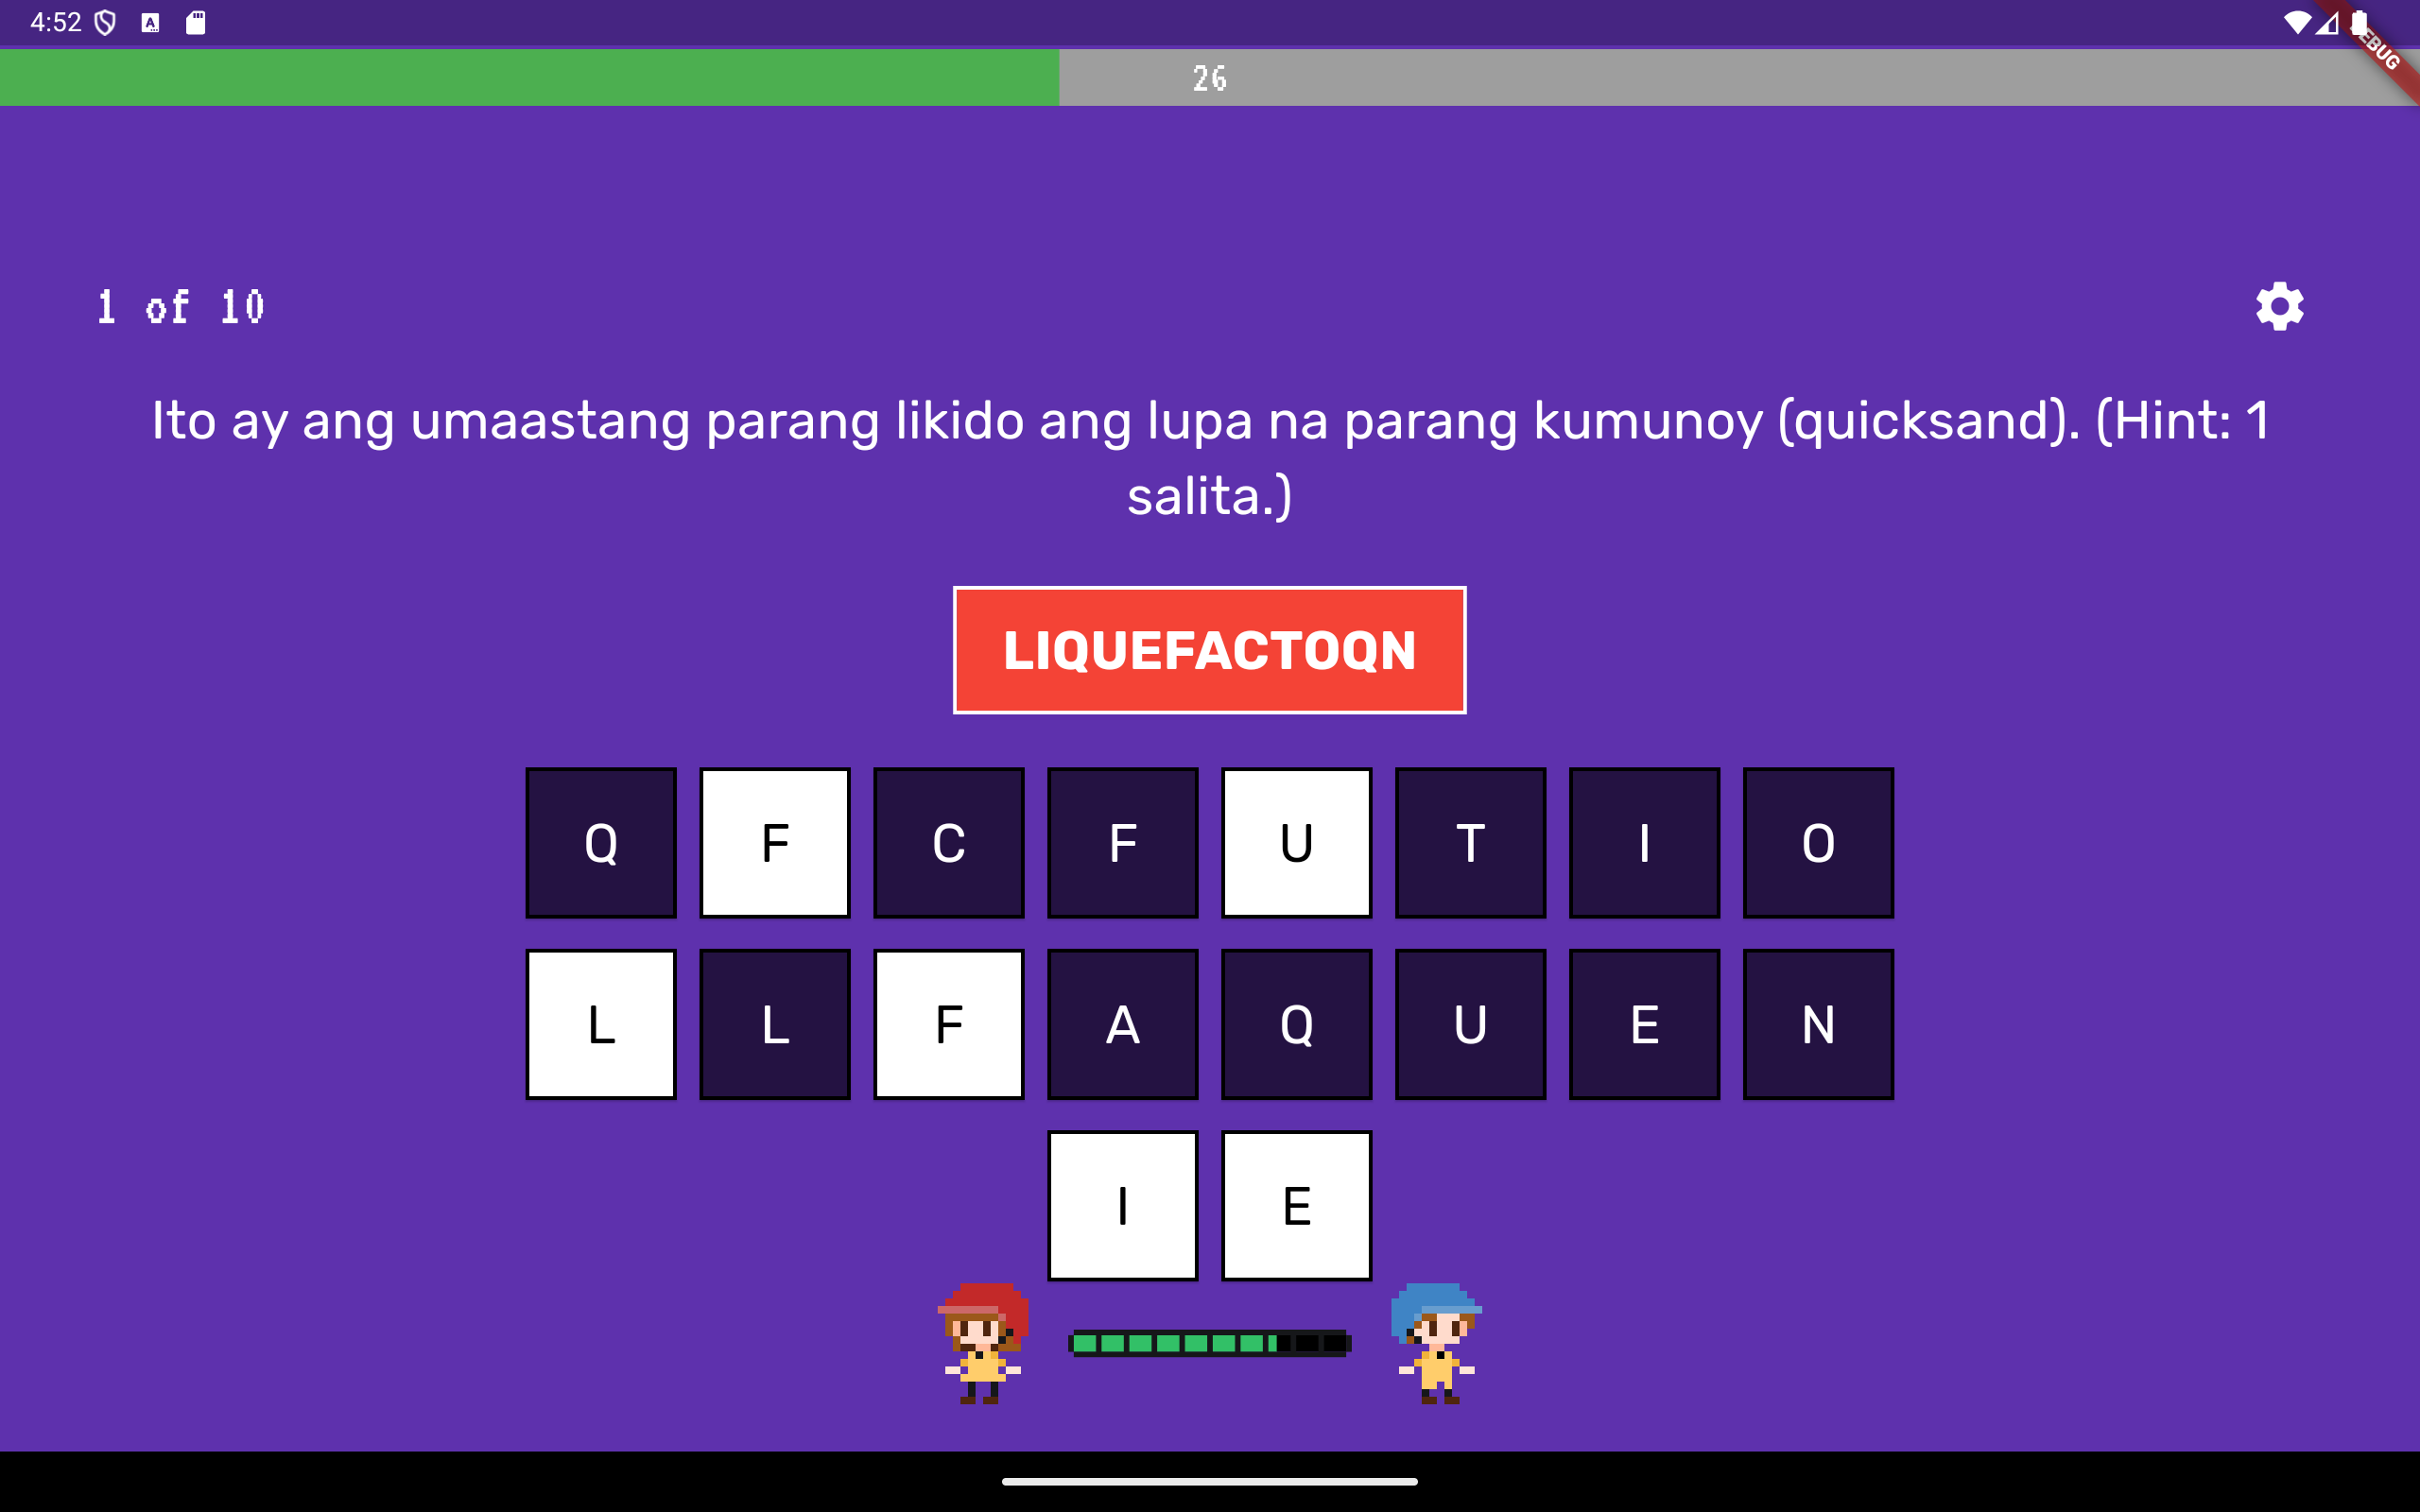 4:52
26
EBUG
1 of 10
Ito ay ang umaastang parang likido ang lupa na parang kumunoy (quicksand). (Hint: 1
salita.)
LIQUEFACTOQN
Q F C F U T I O
L L F A Q U E N
I E